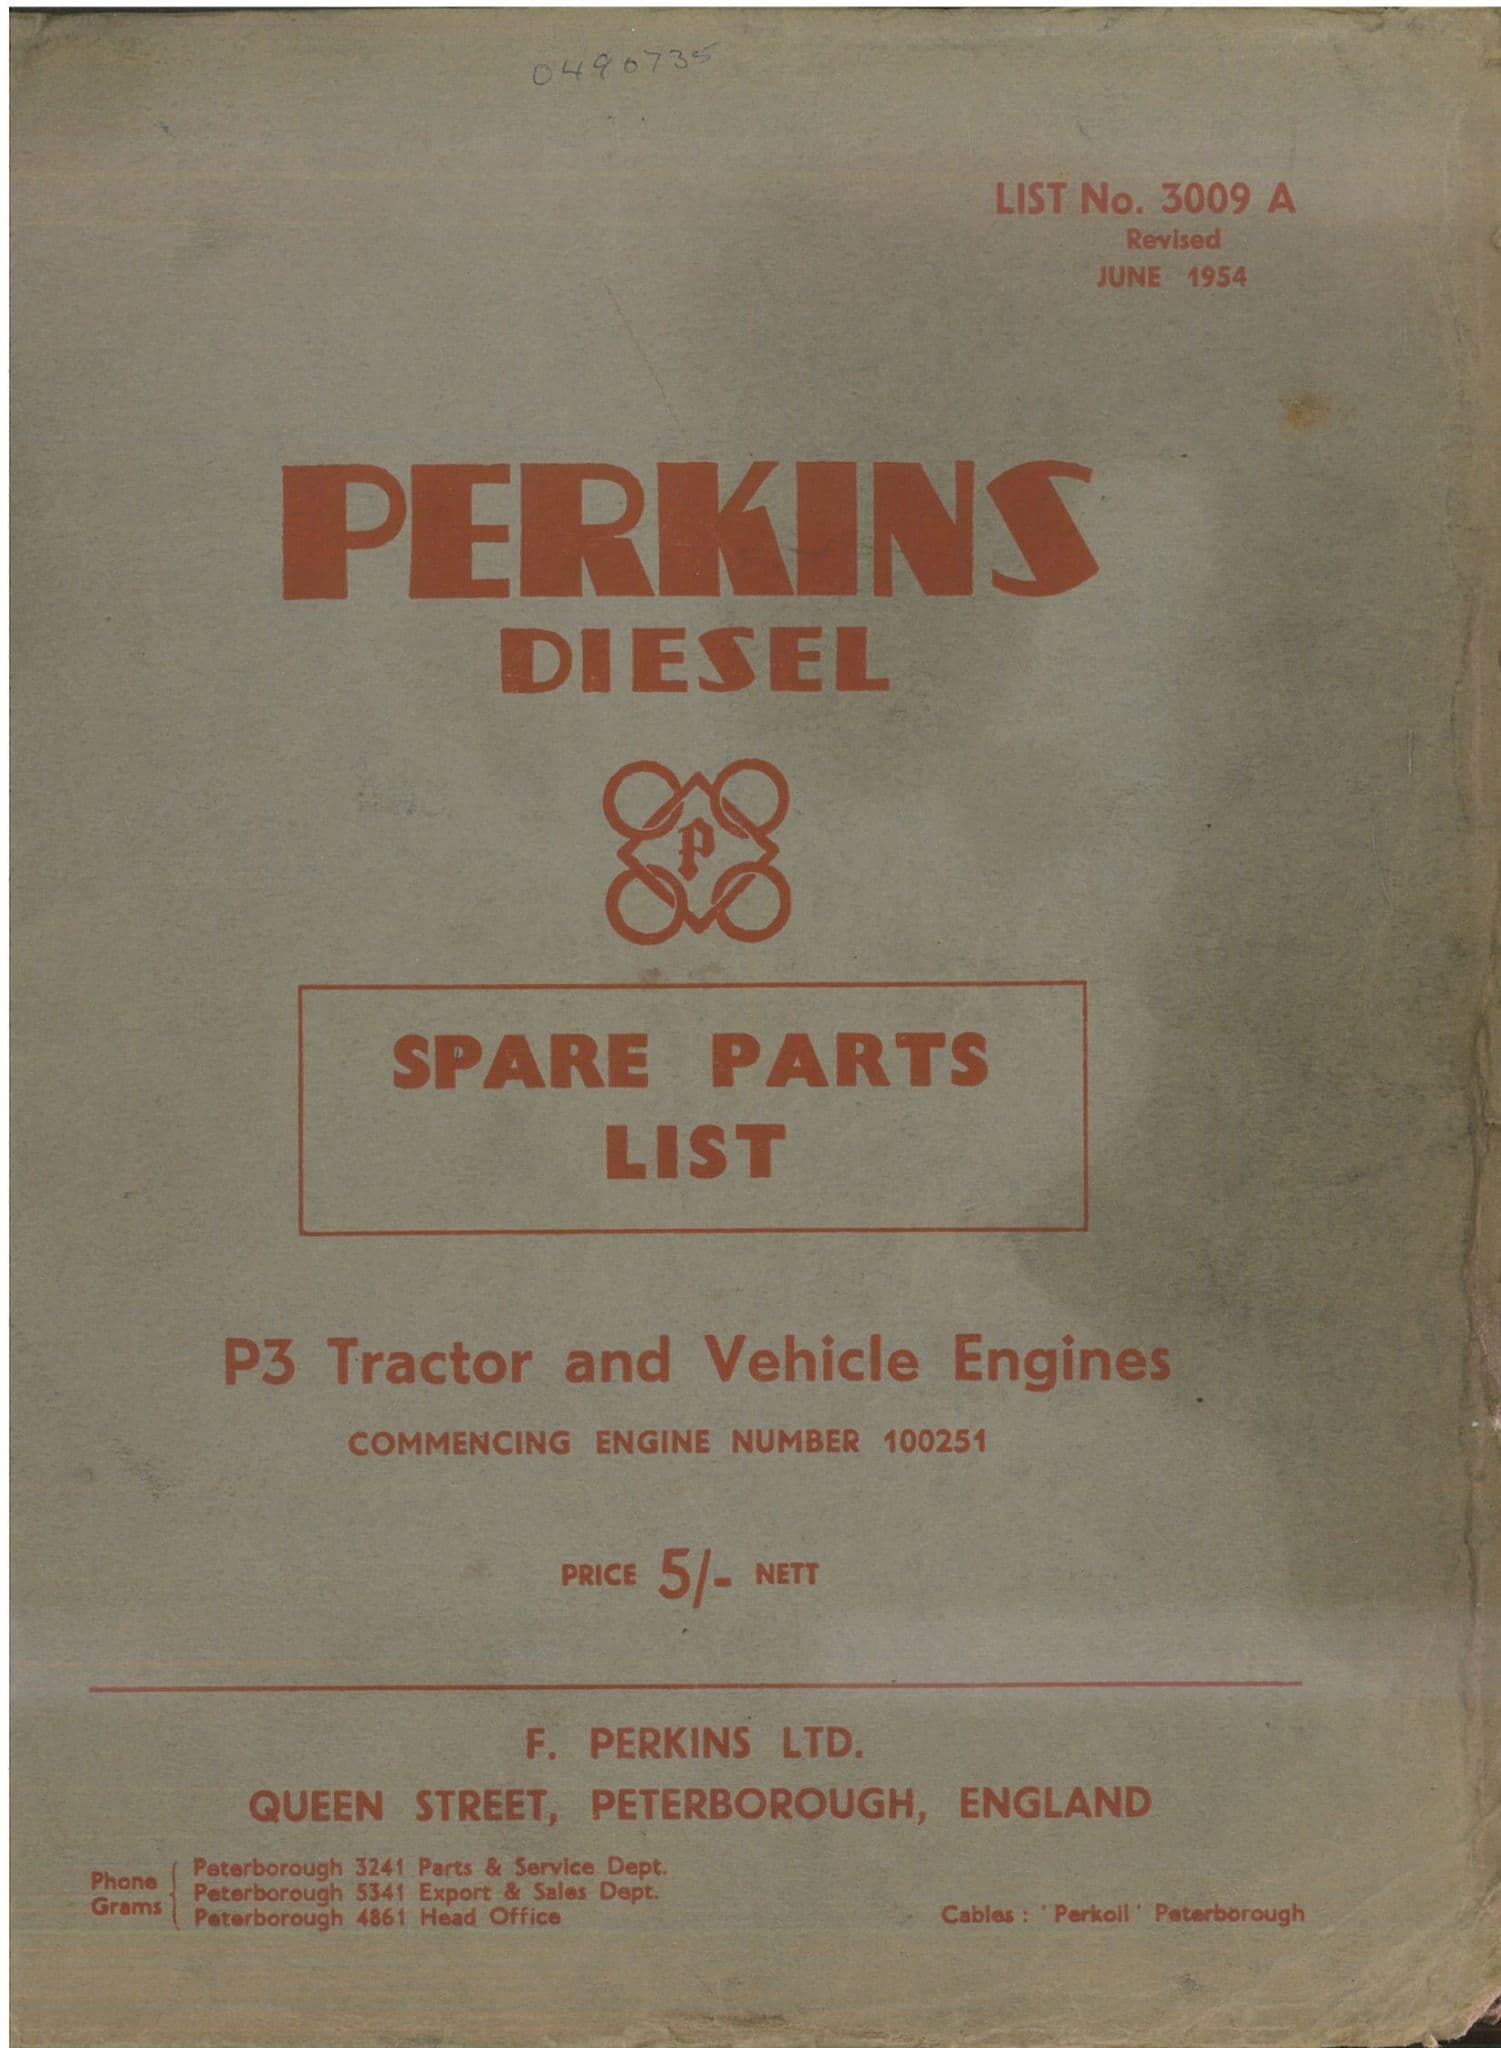 0490735
LIST No. 3009 A
Revised
JUNE 1954
PERKINS
DIESEL
P
SPARE PARTS
LIST
P3 Tractor and Vehicle Engines
COMMENCING ENGINE NUMBER 100251
PRICE 5/- NETT
F. PERKINS LTD.
QUEEN STREET, PETERBOROUGH, ENGLAND
Phone
Grams
Peterborough 3241 Parts & Service Dept.
Peterborough 5341 Export & Sales Dept.
Peterborough 4861 Head Office
Cables : ' Perkoil ' Peterborough